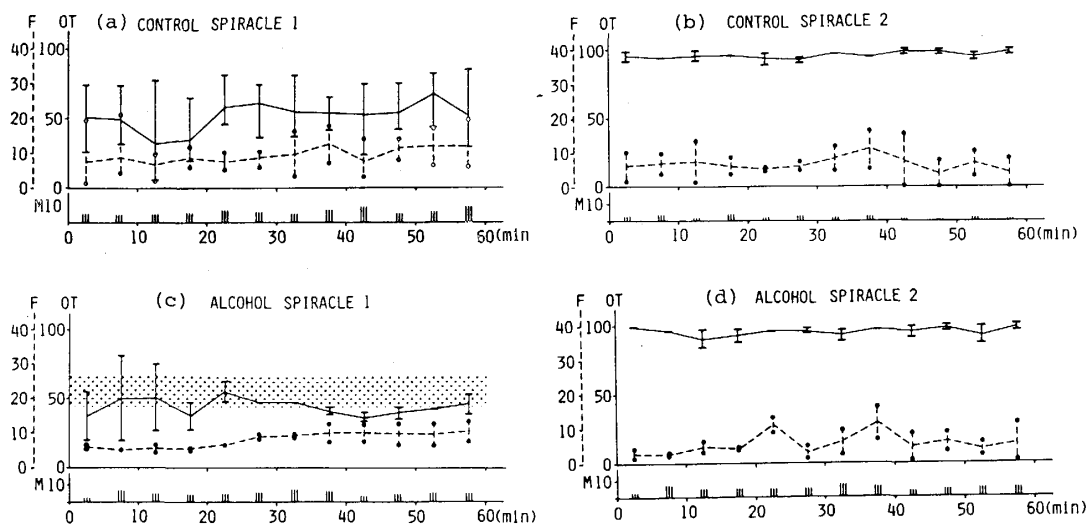 (a) CONTROL SPIRACLE 1
F OT
40 100
30
20 50
10
0 0
M10
0 10 20 30 40 50 60(min
(b) CONTROL SPIRACLE 2
F OT
40 100
30
20 50
10
0 0
M10
0 10 20 30 40 50 60(min)
(c) ALCOHOL SPIRACLE 1
F OT
40 100
30
20 50
10
0 0
M10
0 10 20 30 40 50 60(min
(d) ALCOHOL SPIRACLE 2
F OT
40 100
30
20 50
10
0 0
M10
0 10 20 30 40 50 60(min)